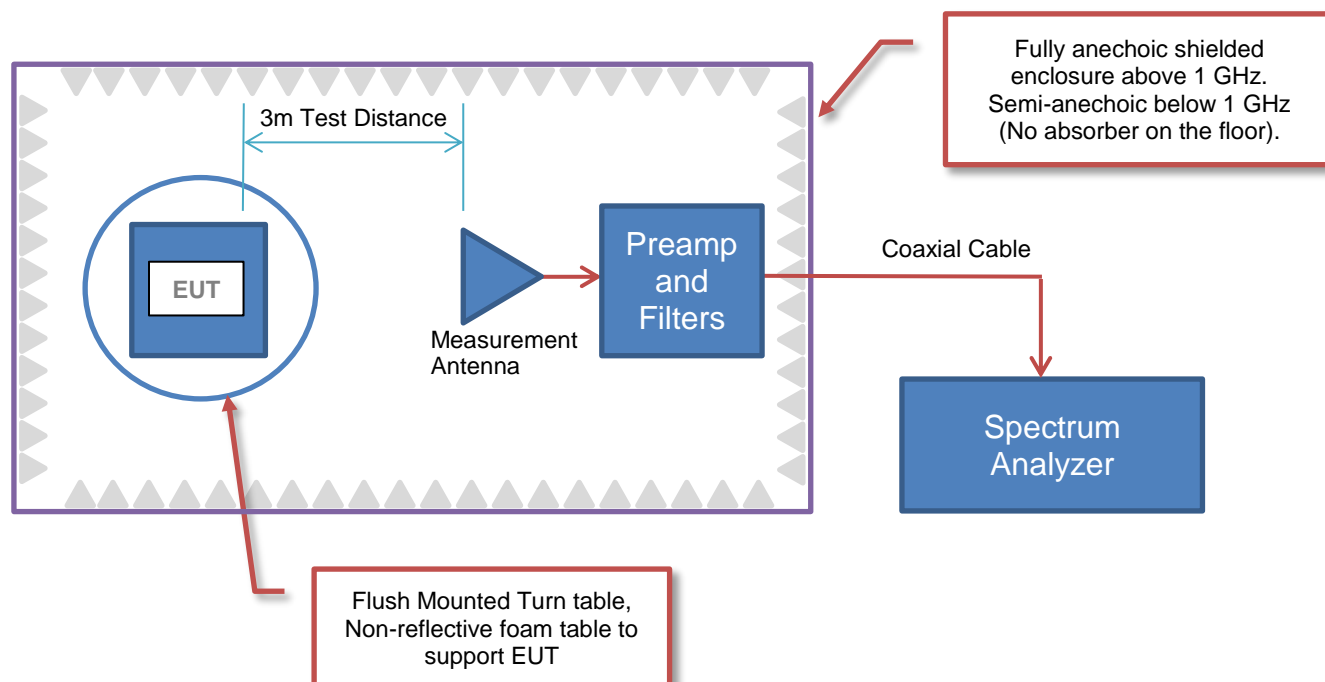 Fully anechoic shielded
enclosure above 1 GHz.
Semi-anechoic below 1 GHz
(No absorber on the floor).
3m Test Distance
EUT
Measurement
Antenna
Preamp
and
Filters
Coaxial Cable
Spectrum
Analyzer
Flush Mounted Turn table,
Non-reflective foam table to
support EUT